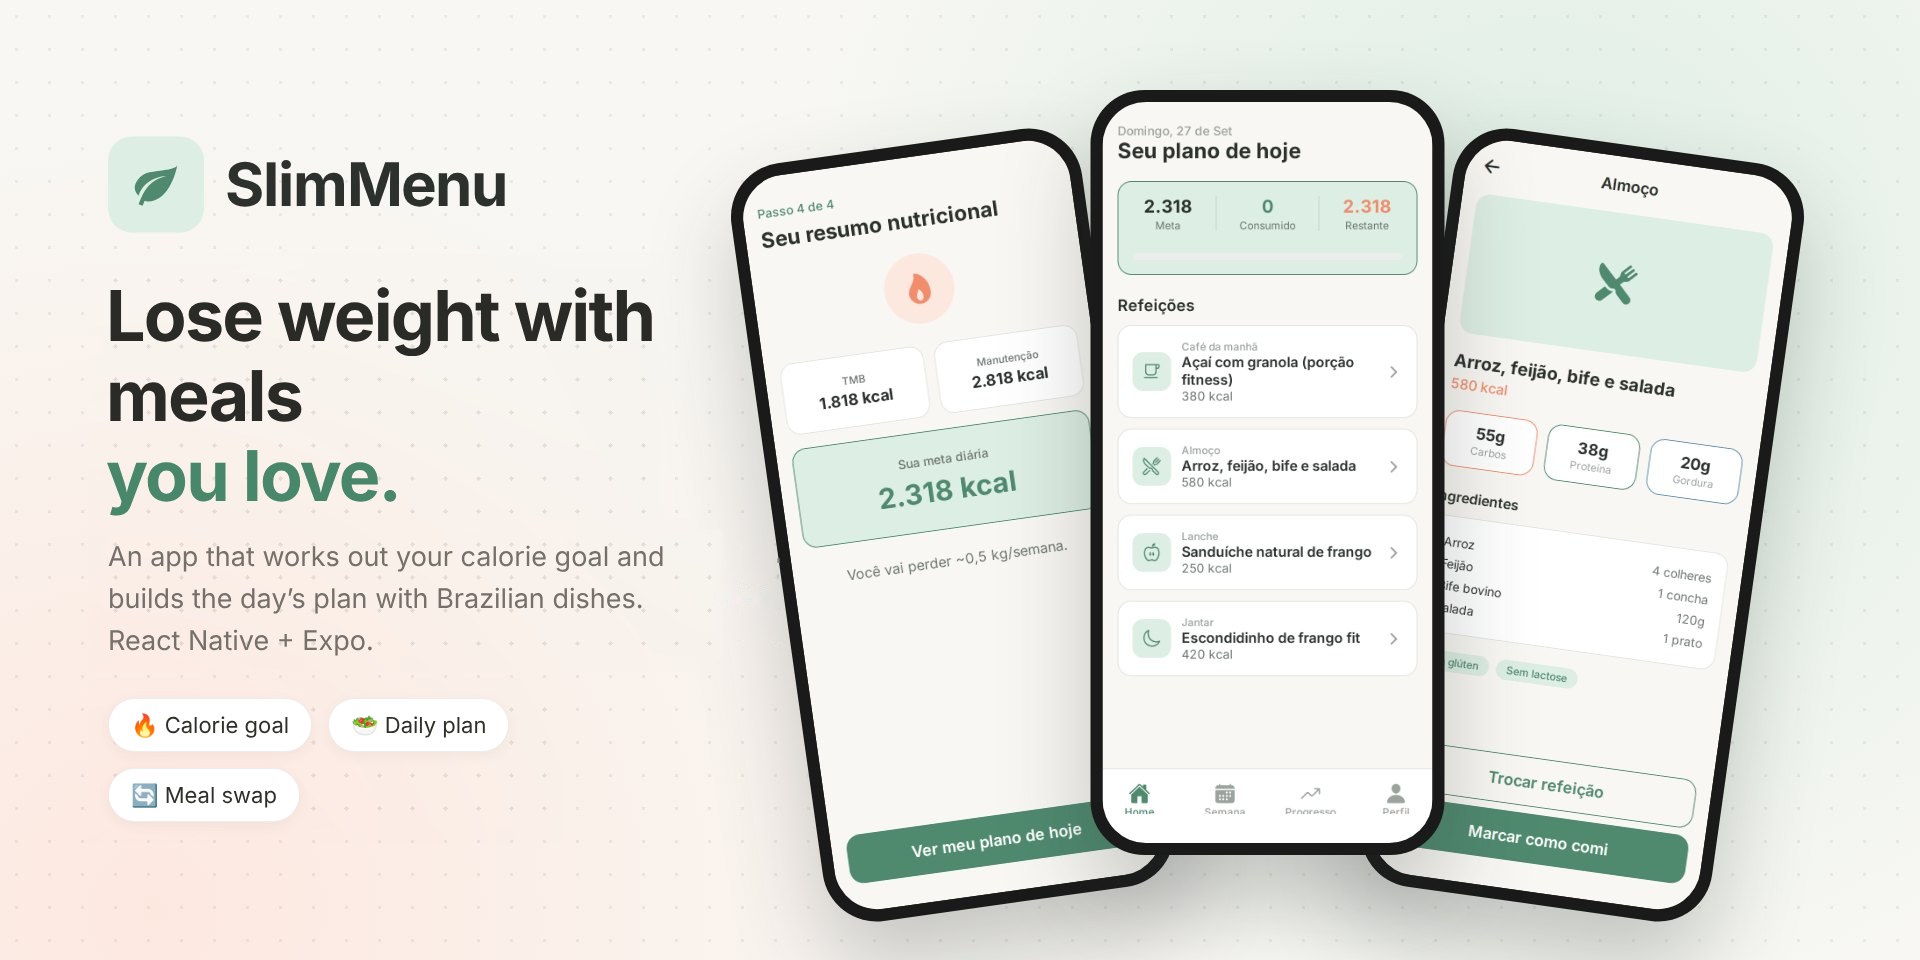 SlimMenu
Lose weight with
meals
you love.
An app that works out your calorie goal and
builds the day's plan with Brazilian dishes.
React Native + Expo.
🔥 Calorie goal
🥗 Daily plan
🔄 Meal swap
Passo 4 de 4
Seu resumo nutricional
TMB
1.818 kcal
Manutenção
2.818 kcal
Sua meta diária
2.318 kcal
Você vai perder ~0,5 kg/semana.
Ver meu plano de hoje
Domingo, 27 de Set
Seu plano de hoje
2.318
Meta
0
Consumido
2.318
Restante
Refeições
Café da manhã
Açaí com granola (porção
fitness)
380 kcal
Almoço
Arroz, feijão, bife e salada
580 kcal
Lanche
Sanduíche natural de frango
250 kcal
Jantar
Escondidinho de frango fit
420 kcal
Home
Semana
Progresso
Perfil
Almoço
Arroz, feijão, bife e salada
580 kcal
55g
Carbos
38g
Proteína
20g
Gordura
ngredientes
Arroz
4 colheres
Feijão
1 concha
ife bovino
120g
alada
1 prato
glúten
Sem lactose
Trocar refeição
Marcar como comi